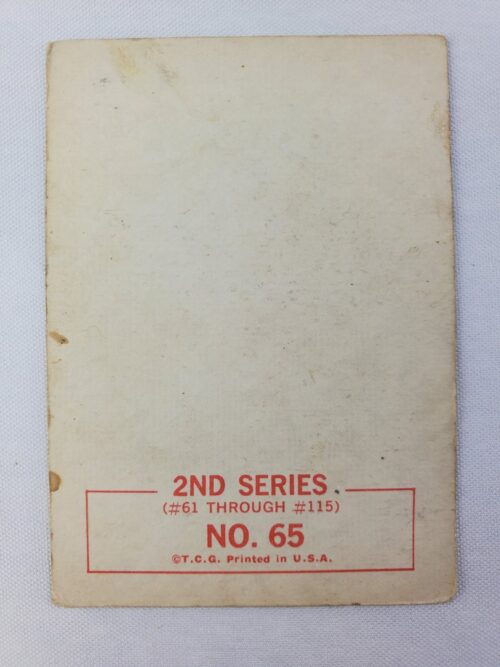 2ND SERIES
(#61 THROUGH #115)
NO. 65
©T.C.G. Printed in U.S.A.